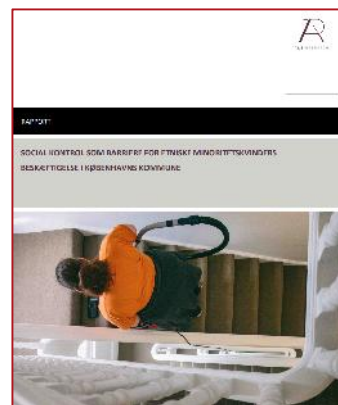 RAPPORT
SOCIAL KONTROL SOM BARRIERE FOR ETNISKE MINORITETSKVINDERS
BESKÆFTIGELSE I KØBENHAVNS KOMMUNE